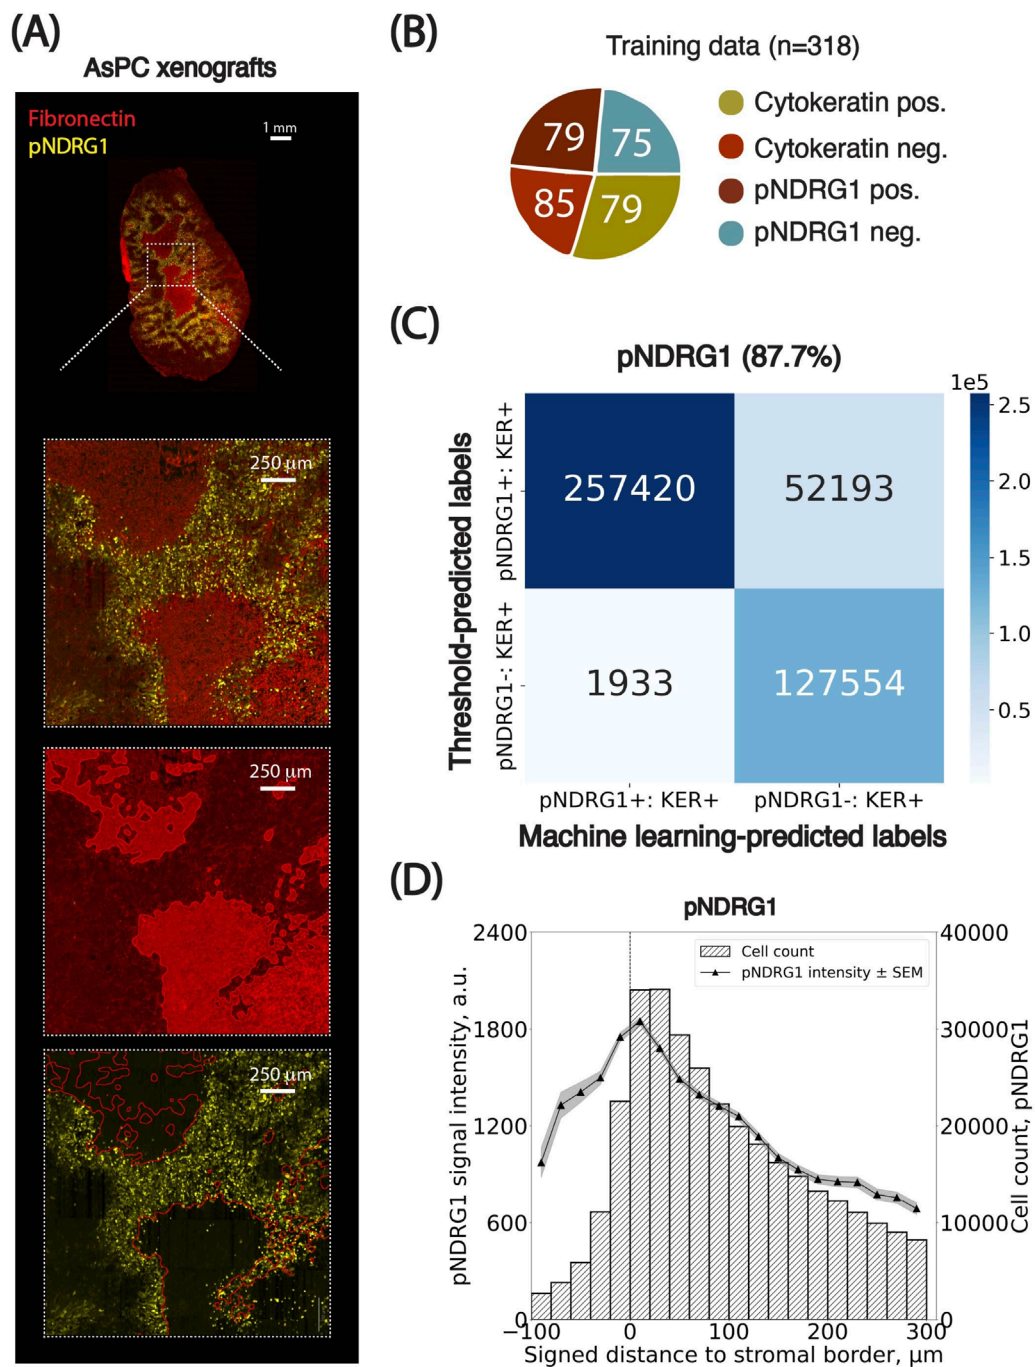 (A)
AsPC xenografts
Fibronectin
pNDRG1
1 mm
250 μm
250 μm
250 μm
(B)
Training data (n=318)
79
75
85
79
Cytokeratin pos.
Cytokeratin neg.
pNDRG1 pos.
pNDRG1 neg.
(C)
pNDRG1 (87.7%)
1e5
Threshold-predicted labels
pNDRG1+: KER+
pNDRG1-: KER+
257420
52193
1933
127554
2.5
2.0
1.5
1.0
0.5
pNDRG1+: KER+
pNDRG1-: KER+
Machine learning-predicted labels
(D)
pNDRG1
pNDRG1 signal intensity, a.u.
2400
1800
1200
600
0
Cell count
pNDRG1 intensity ± SEM
40000
30000
20000
10000
0
Cell count, pNDRG1
−100
0
100
200
300
Signed distance to stromal border, μm